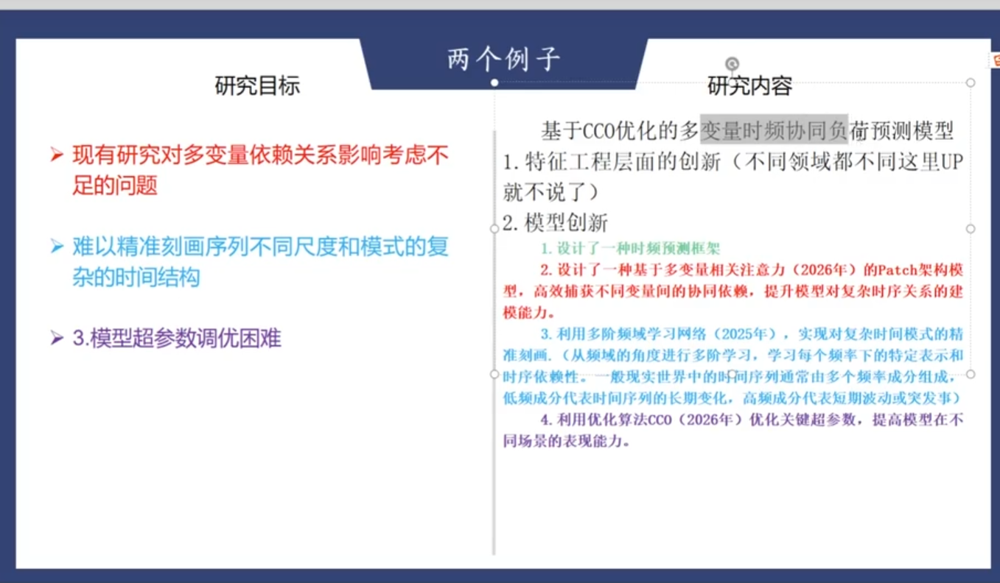 两个例子
研究目标
现有研究对多变量依赖关系影响考虑不
足的问题
难以精准刻画序列不同尺度和模式的复
杂的时间结构
3.模型超参数调优困难
研究内容
基于CCO优化的多变量时频协同负荷预测模型
1.特征工程层面的创新（不同领域都不同这里UP
就不说了）
2.模型创新
1.设计了一种时频预测框架
2.设计了一种基于多变量相关注意力（2026年）的Patch架构模
型，高效捕获不同变量间的协同依赖，提升模型对复杂时序关系的建
模能力。
3.利用多阶频域学习网络（2025年），实现对复杂时间模式的精
准刻画.（从频域的角度进行多阶学习，学习每个频率下的特定表示和
时序依赖性。一般现实世界中的时间序列通常由多个频率成分组成，
低频成分代表时间序列的长期变化，高频成分代表短期波动或突发事）
4.利用优化算法CCO（2026年）优化关键超参数，提高模型在不
同场景的表现能力。